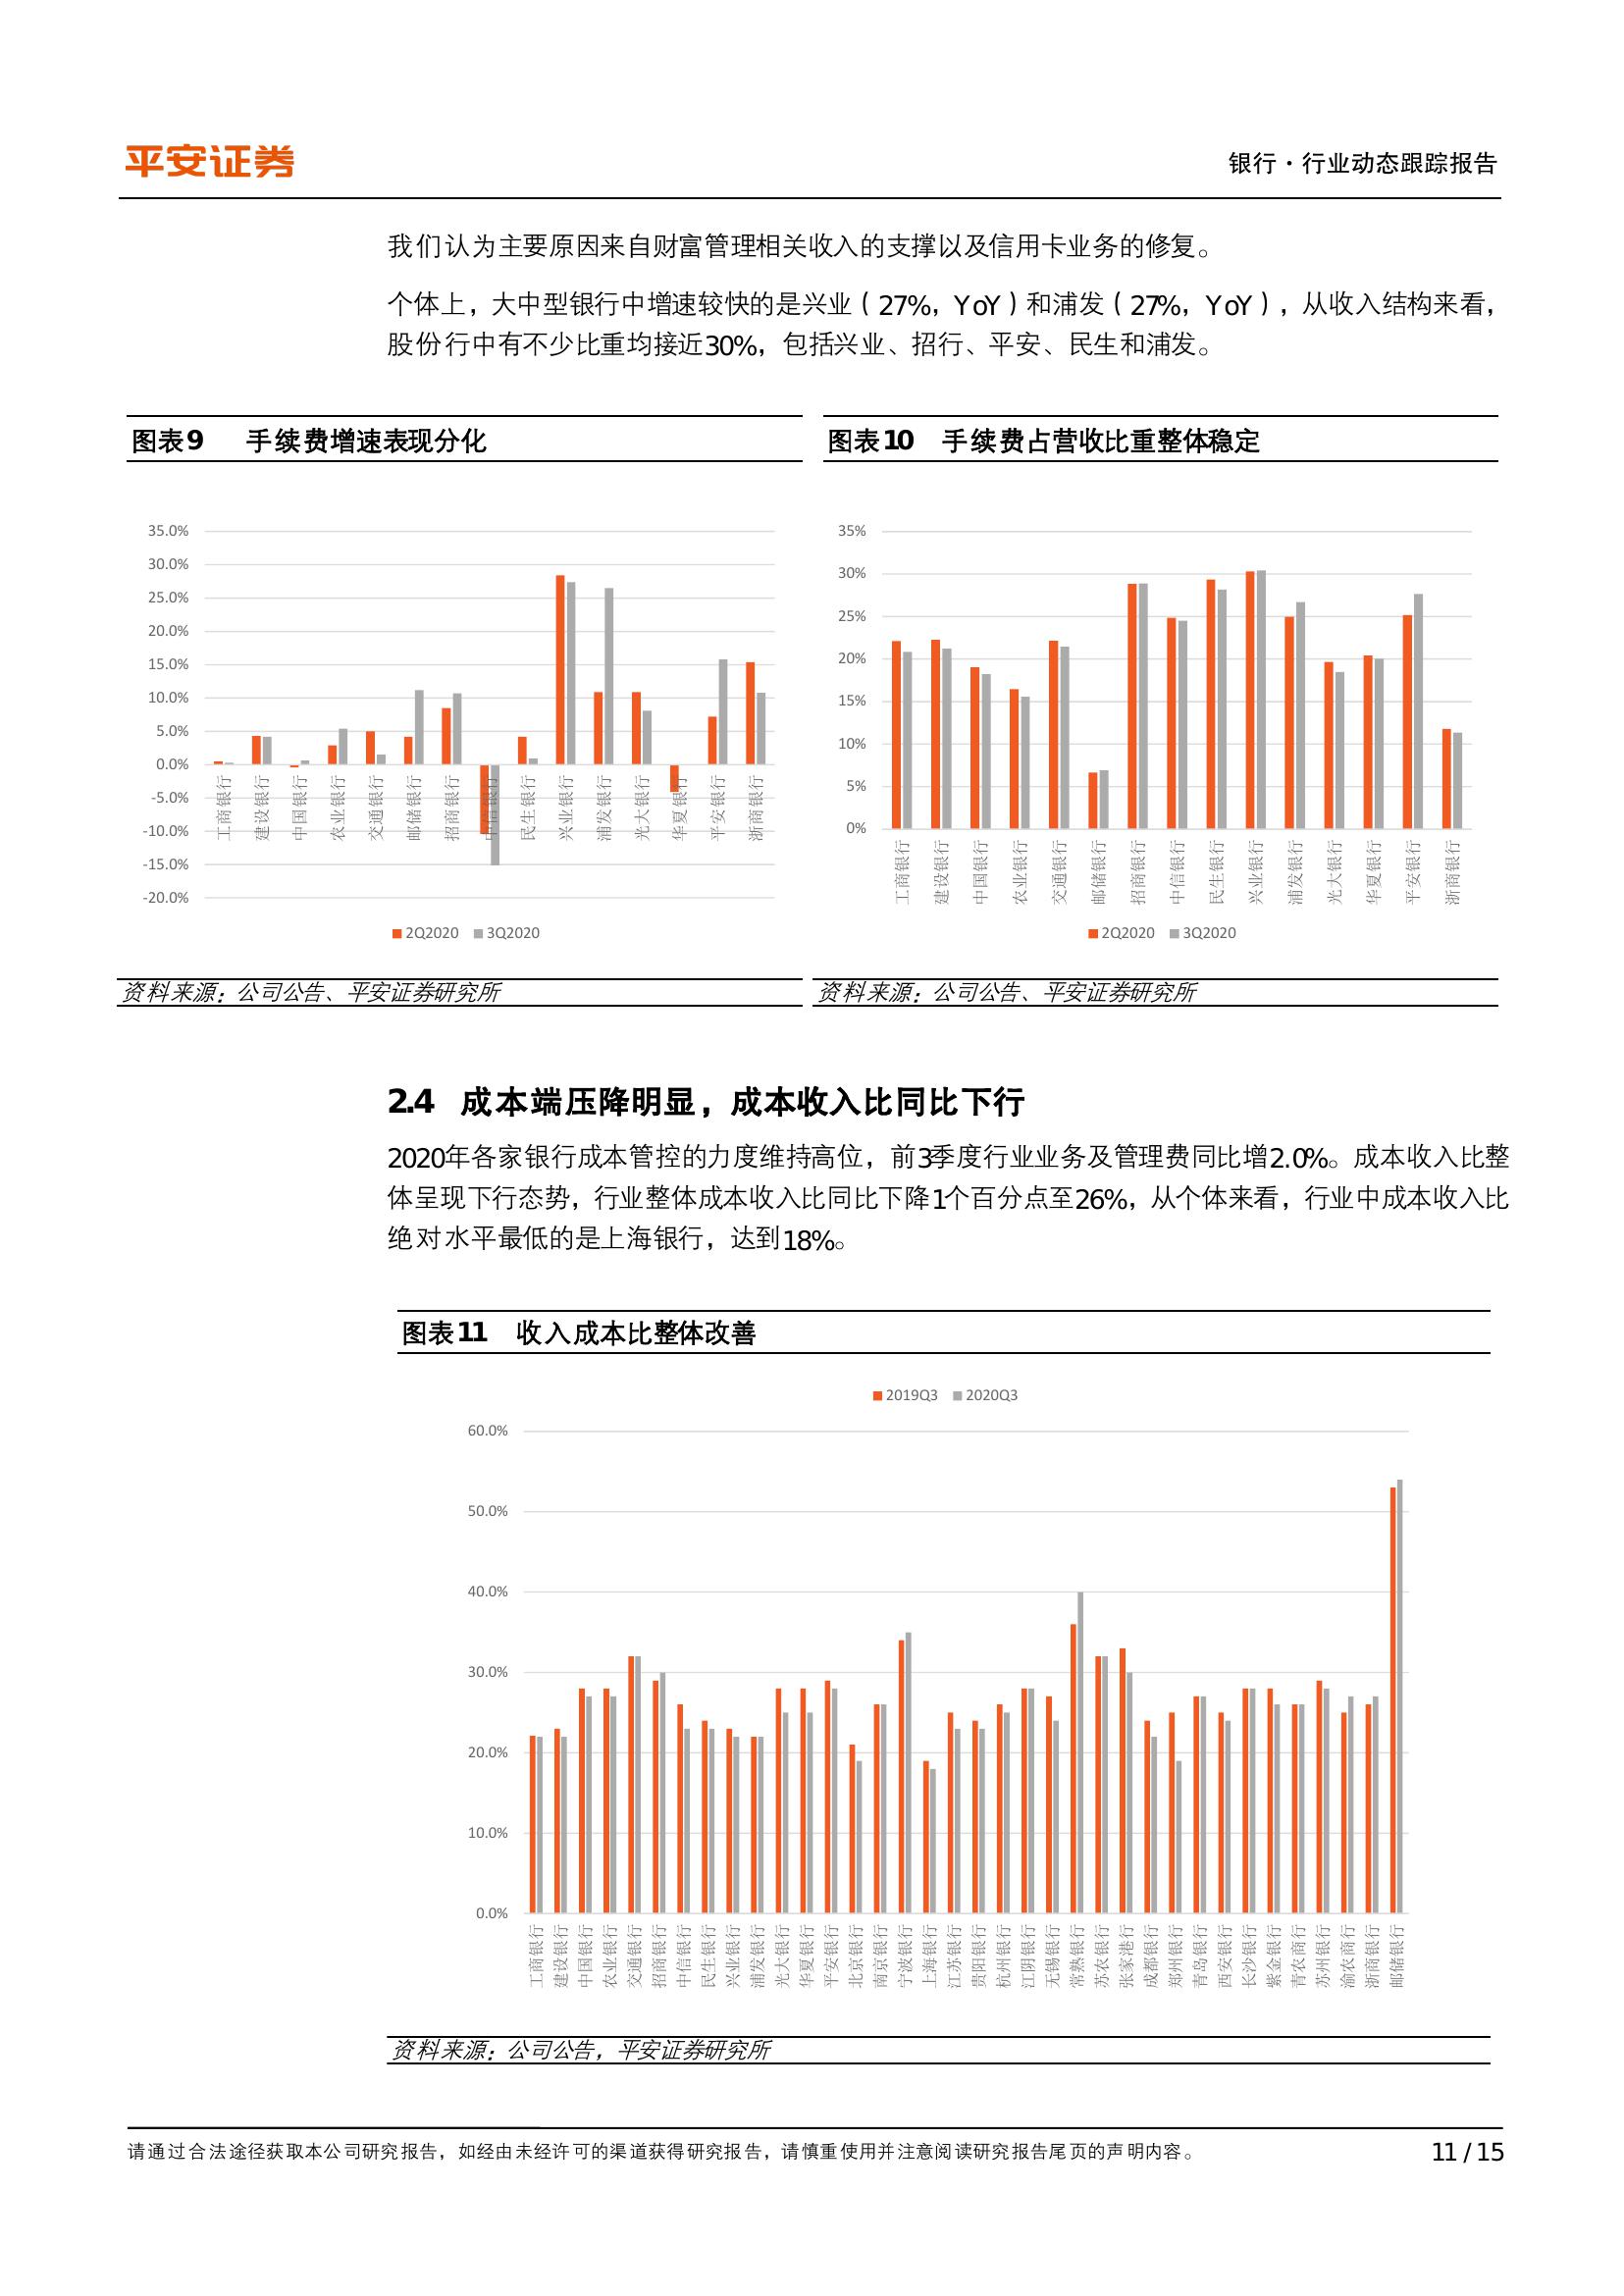 平安证券
银行·行业动态跟踪报告
我们认为主要原因来自财富管理相关收入的支撑以及信用卡业务的修复。
个体上，大中型银行中增速较快的是兴业（27%，YoY）和浦发（27%，YoY），从收入结构来看，
股份行中有不少比重均接近30%，包括兴业、招行、平安、民生和浦发。
图表9 手续费增速表现分化
35.0%
30.0%
25.0%
20.0%
15.0%
10.0%
5.0%
0.0%
-5.0%
-10.0%
-15.0%
-20.0%
工商银行
建设银行
中国银行
农业银行
交通银行
邮储银行
招商银行
中信银行
民生银行
兴业银行
浦发银行
光大银行
华夏银行
平安银行
浙商银行
2Q2020 3Q2020
资料来源：公司公告、平安证券研究所
图表10 手续费占营收比重整体稳定
35%
30%
25%
20%
15%
10%
5%
0%
工商银行
建设银行
中国银行
农业银行
交通银行
邮储银行
招商银行
中信银行
民生银行
兴业银行
浦发银行
光大银行
华夏银行
平安银行
浙商银行
2Q2020 3Q2020
资料来源：公司公告、平安证券研究所
2.4 成本端压降明显，成本收入比同比下行
2020年各家银行成本管控的力度维持高位，前3季度行业业务及管理费同比增2.0%。成本收入比整
体呈现下行态势，行业整体成本收入比同比下降1个百分点至26%，从个体来看，行业中成本收入比
绝对水平最低的是上海银行，达到18%。
图表11 收入成本比整体改善
2019Q3 2020Q3
60.0%
50.0%
40.0%
30.0%
20.0%
10.0%
0.0%
工商银行
建设银行
中国银行
农业银行
交通银行
招商银行
中信银行
民生银行
兴业银行
浦发银行
光大银行
华夏银行
平安银行
北京银行
南京银行
宁波银行
上海银行
江苏银行
贵阳银行
杭州银行
江阴银行
无锡银行
常熟银行
苏农银行
张家港行
成都银行
郑州银行
青岛银行
西安银行
长沙银行
紫金银行
青农商行
苏州银行
渝农商行
浙商银行
邮储银行
资料来源：公司公告，平安证券研究所
请通过合法途径获取本公司研究报告，如经由未经许可的渠道获得研究报告，请慎重使用并注意阅读研究报告尾页的声明内容。
11 / 15